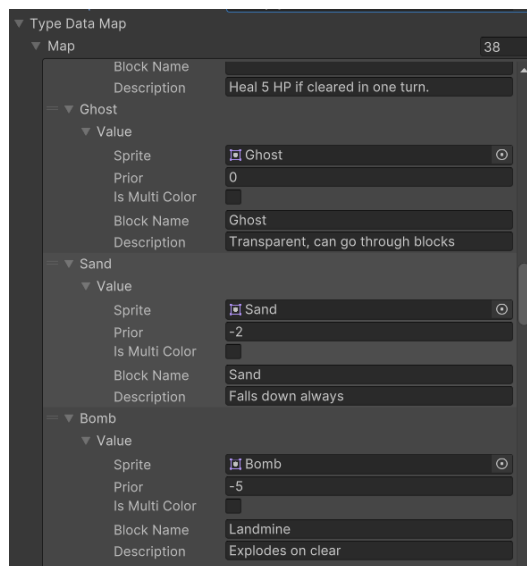 Type Data Map
Map 38
Block Name
Description Heal 5 HP if cleared in one turn.
Ghost
Value
Sprite Ghost
Prior 0
Is Multi Color
Block Name Ghost
Description Transparent, can go through blocks
Sand
Value
Sprite Sand
Prior -2
Is Multi Color
Block Name Sand
Description Falls down always
Bomb
Value
Sprite Bomb
Prior -5
Is Multi Color
Block Name Landmine
Description Explodes on clear